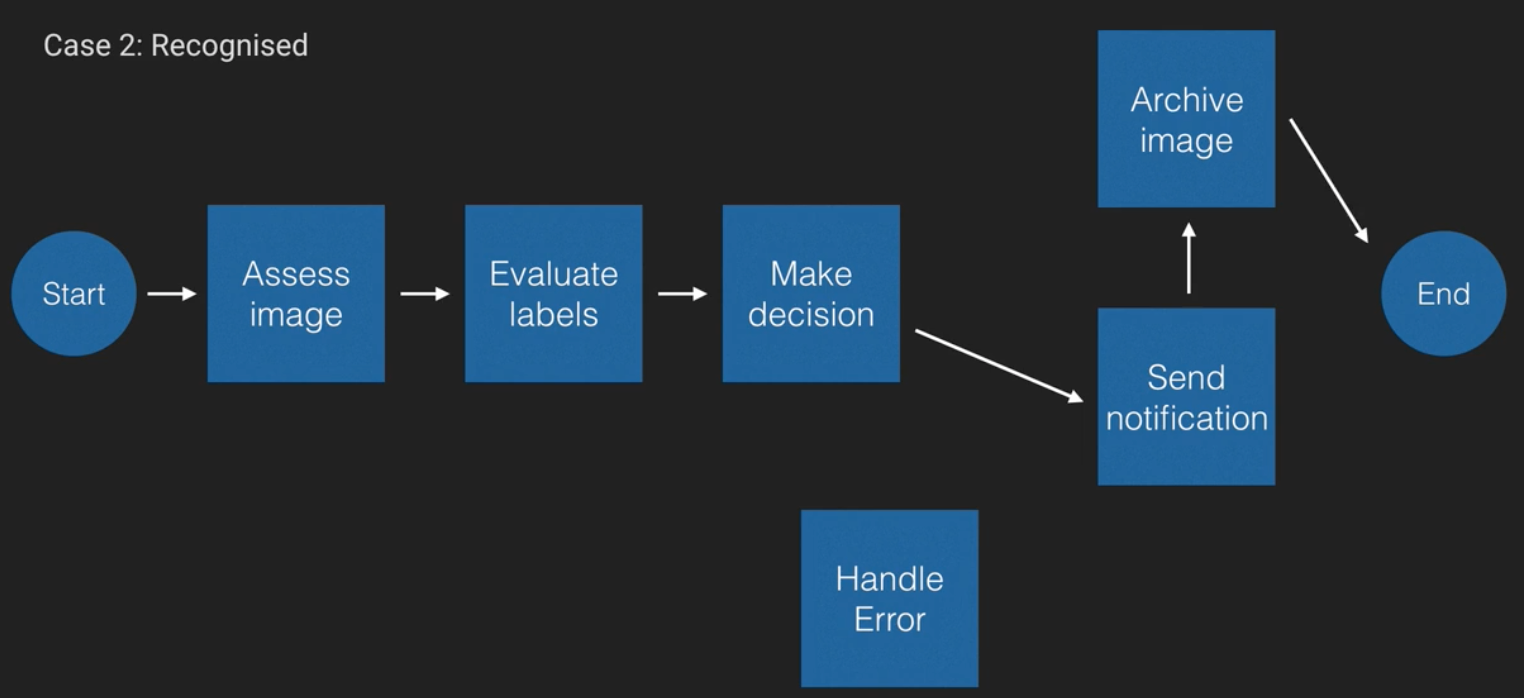 Case 2: Recognised
Start
Assess
image
Evaluate
labels
Make
decision
Send
notification
Archive
image
End
Handle
Error